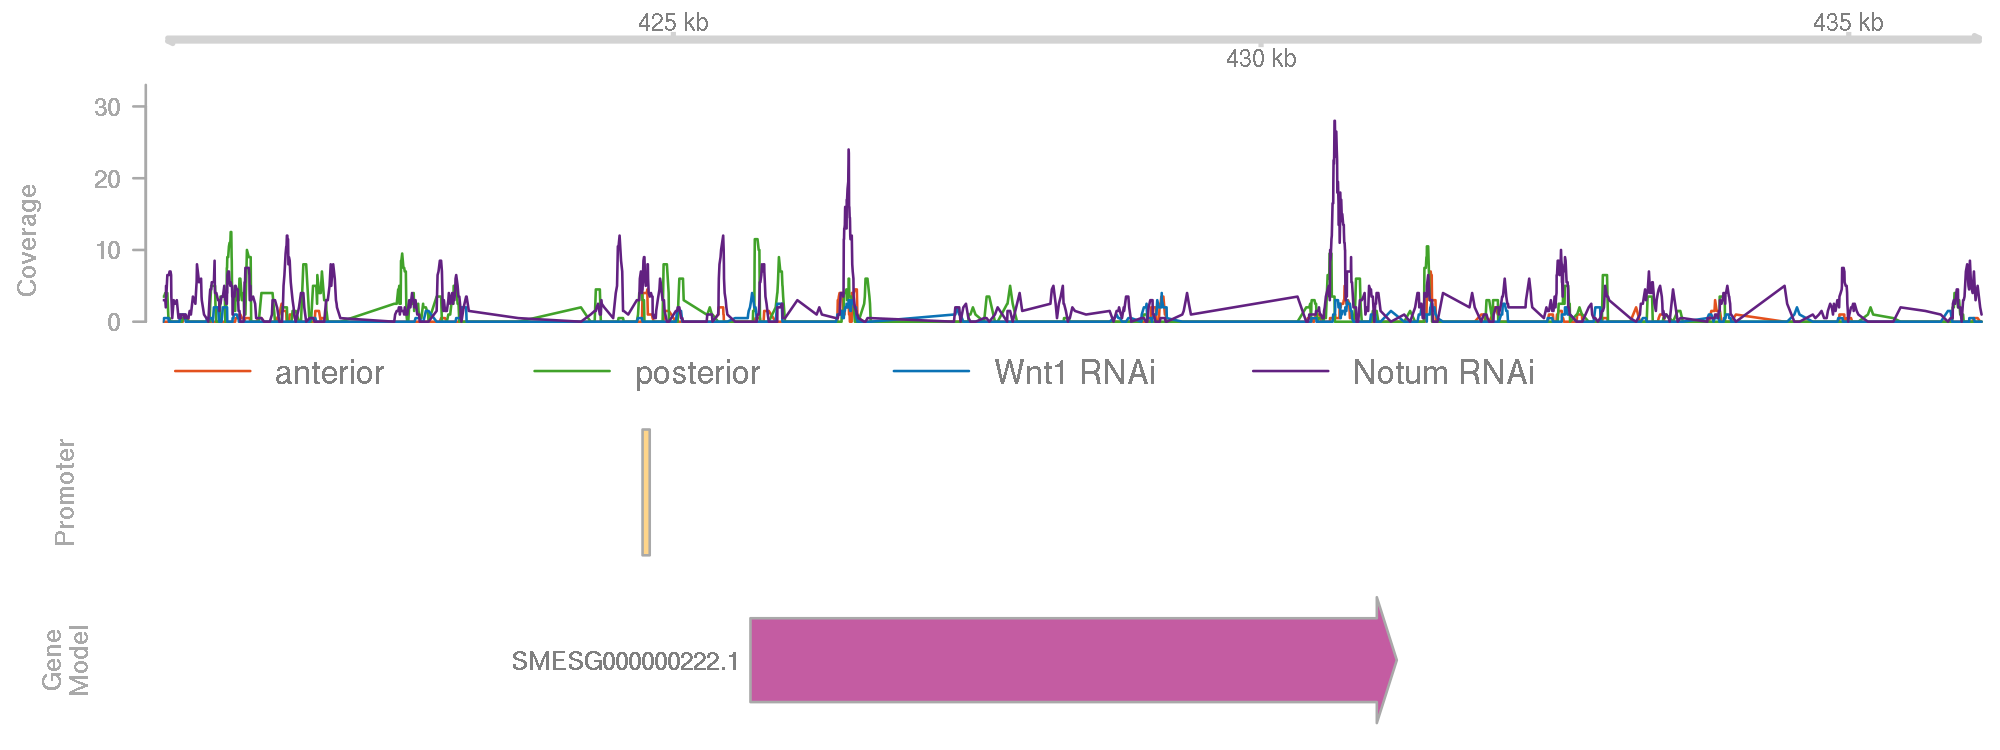 425 kb
435 kb
430 kb
Coverage
30
20
10
0
anterior
posterior
Wnt1 RNAi
Notum RNAi
Promoter
Gene
Model
SMESG000000222.1